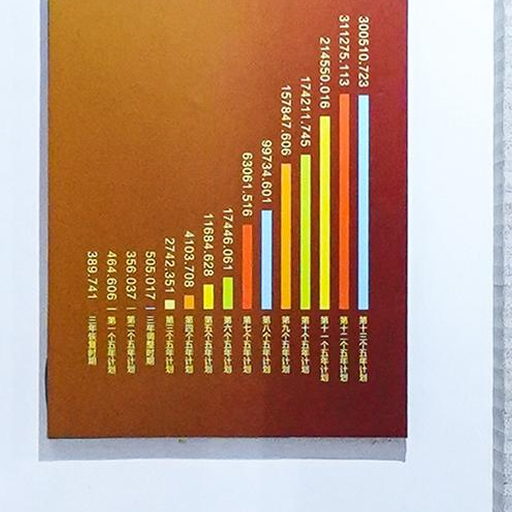 三年恢复时期 389.741
第一个五年计划 464.606
第二个五年计划 356.037
三年调整时期 505.017
第三个五年计划 2742.351
第四个五年计划 4103.708
第五个五年计划 11684.628
第六个五年计划 17446.061
第七个五年计划 63061.516
第八个五年计划 99734.601
第九个五年计划 157847.606
第十个五年计划 174211.745
第十一个五年计划 214550.016
第十二个五年计划 311275.113
第十三个五年计划 300510.723